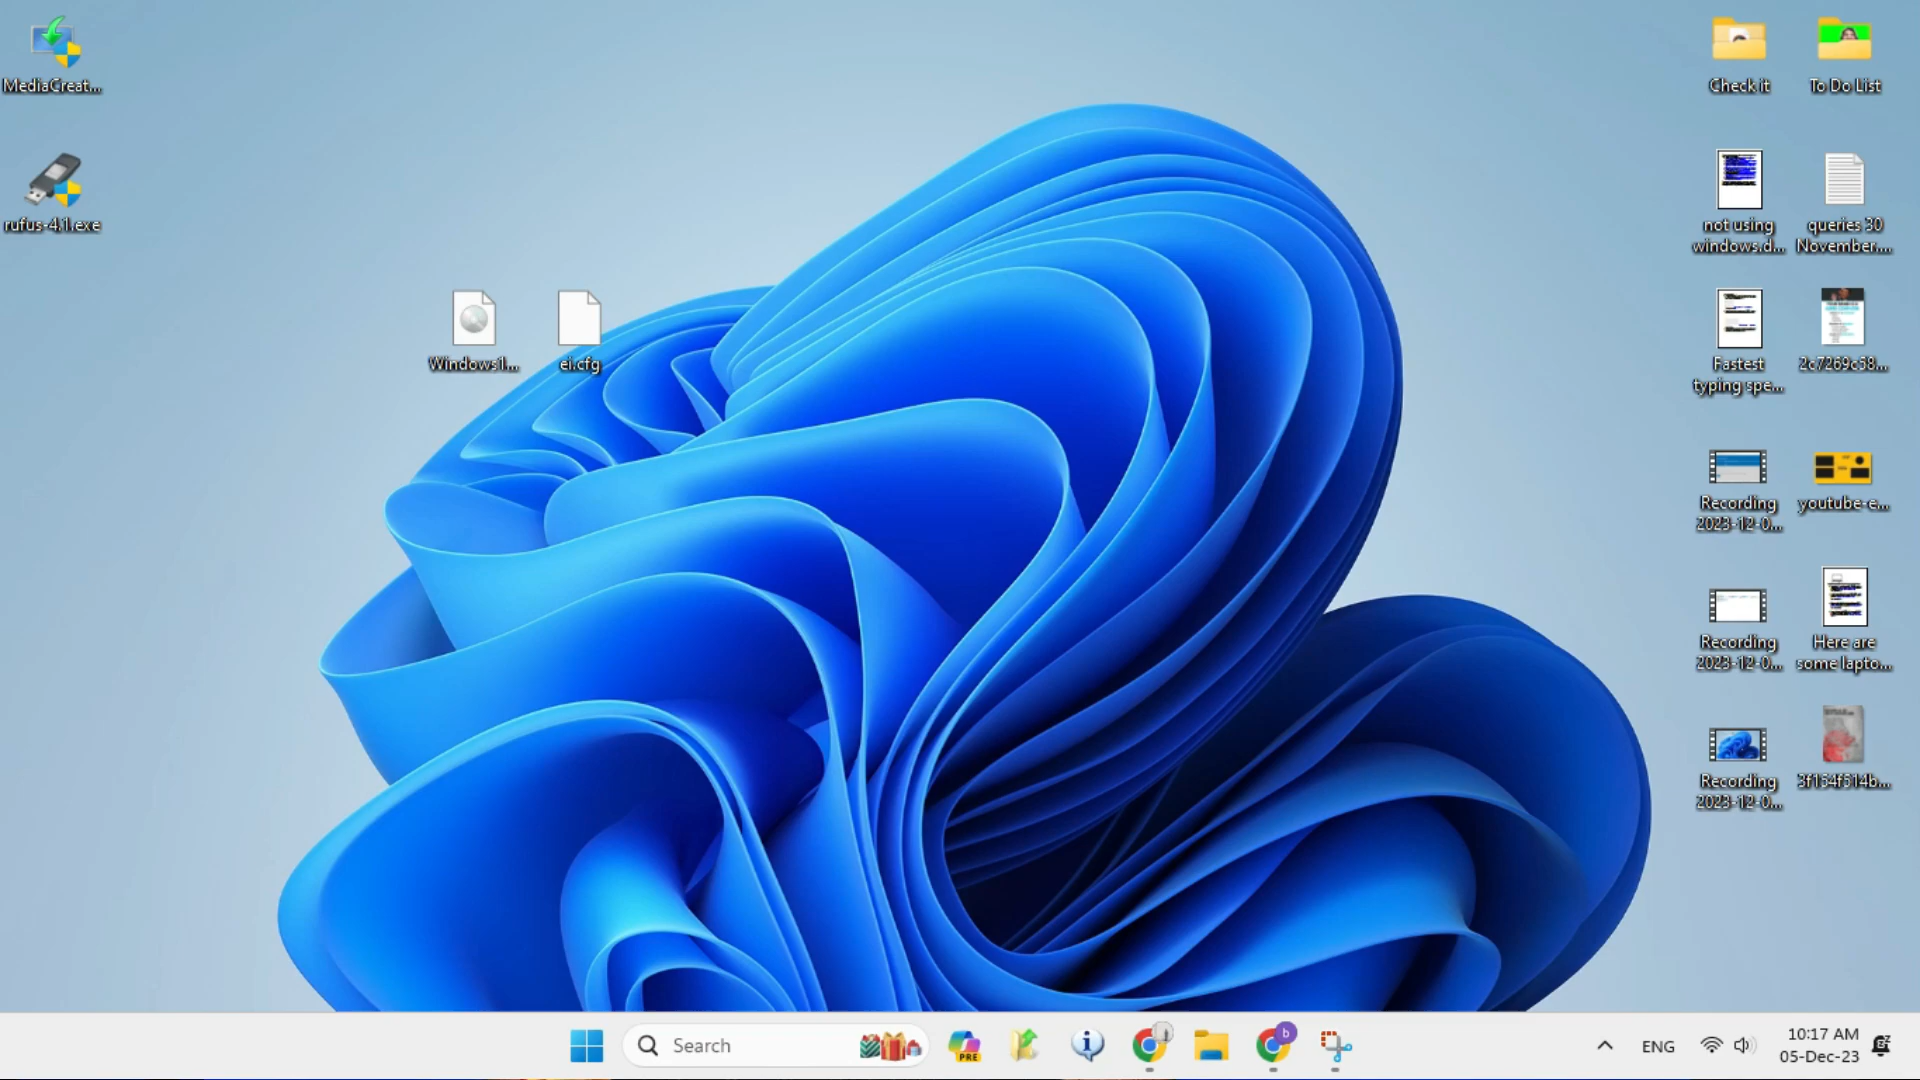 MediaCreat...
rufus-4.1.exe
Windows1...
ei.cfg
Check it
To Do List
not using
windows.d...
queries 30
November....
Fastest
typing spe...
2c7269c58...
Recording
2023-12-0...
youtube-e...
Recording
2023-12-0...
Here are
some lapto...
Recording
2023-12-0...
3f154f514b...
Search
PRE
b
ENG
10:17 AM
05-Dec-23